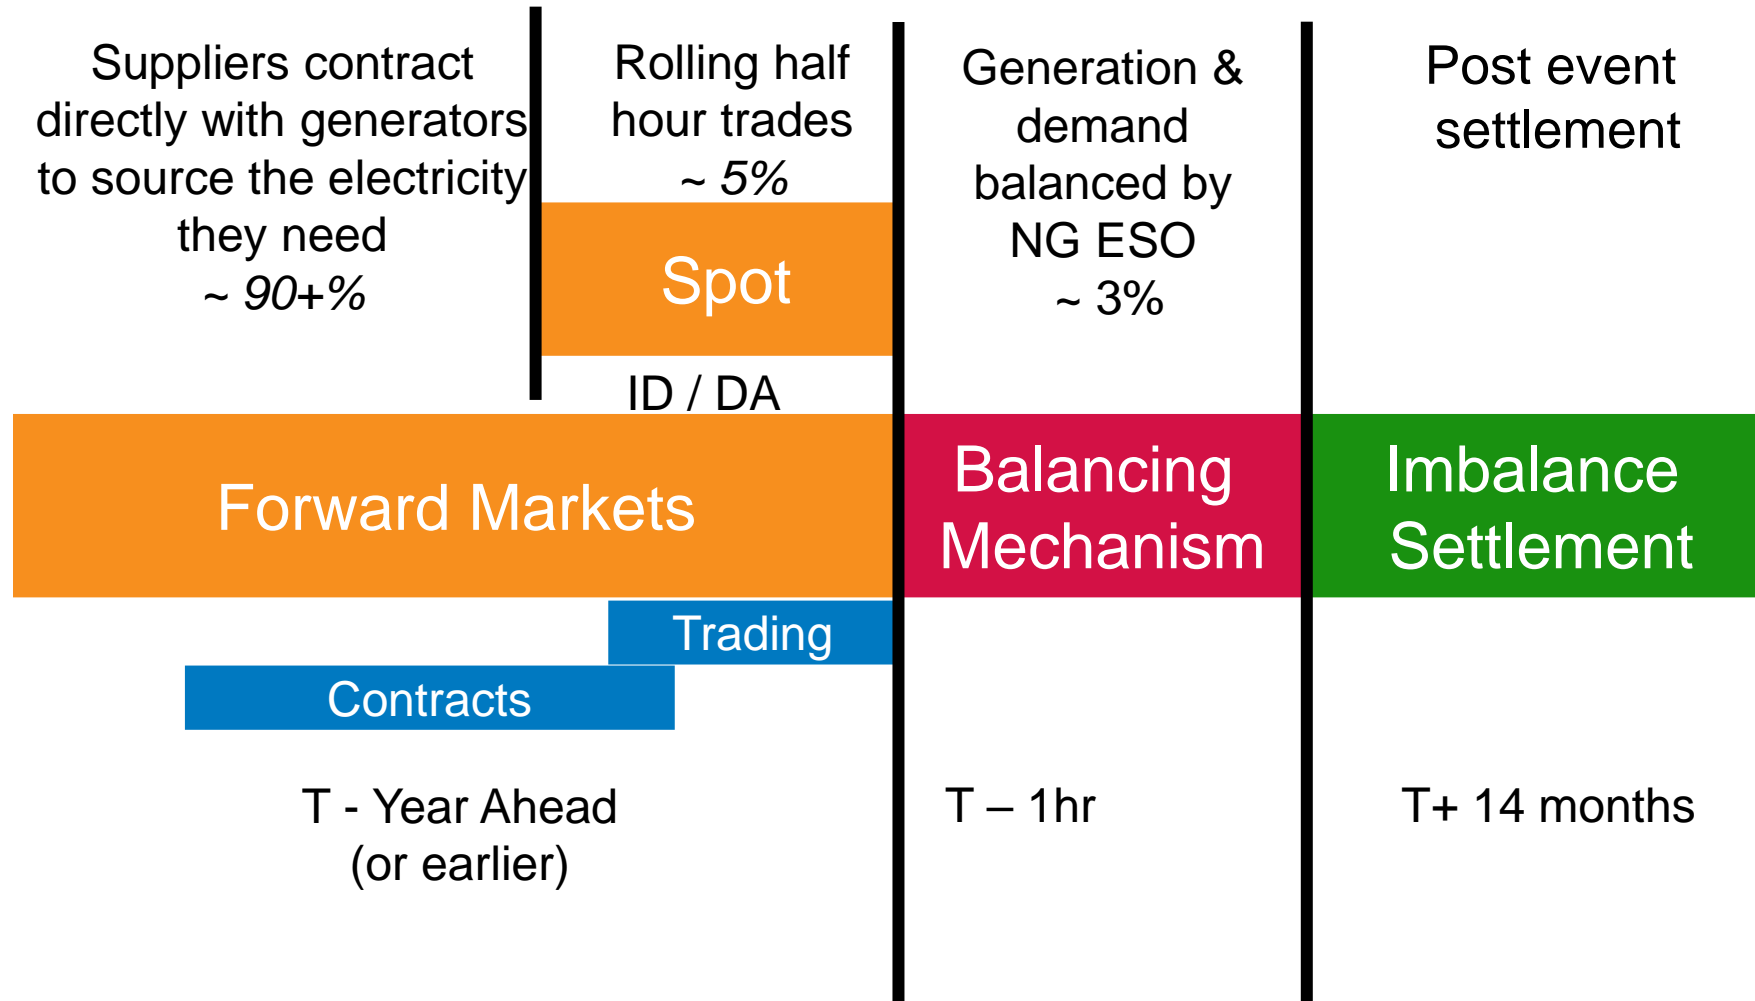 Suppliers contract
directly with generators
to source the electricity
they need
~ 90+%
Rolling half
hour trades
~ 5%
Spot
ID / DA
Generation &
demand
balanced by
NG ESO
~ 3%
Post event
settlement
Forward Markets
Balancing
Mechanism
Imbalance
Settlement
Trading
Contracts
T - Year Ahead
(or earlier)
T – 1hr
T+ 14 months